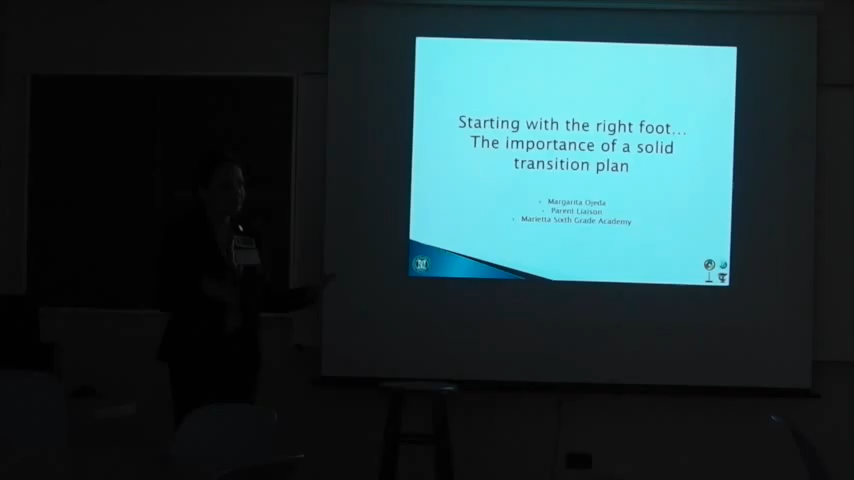 Starting with the right foot...
The importance of a solid
transition plan
Margarita Ojeda
Parent Liaison
Marietta Sixth Grade Academy